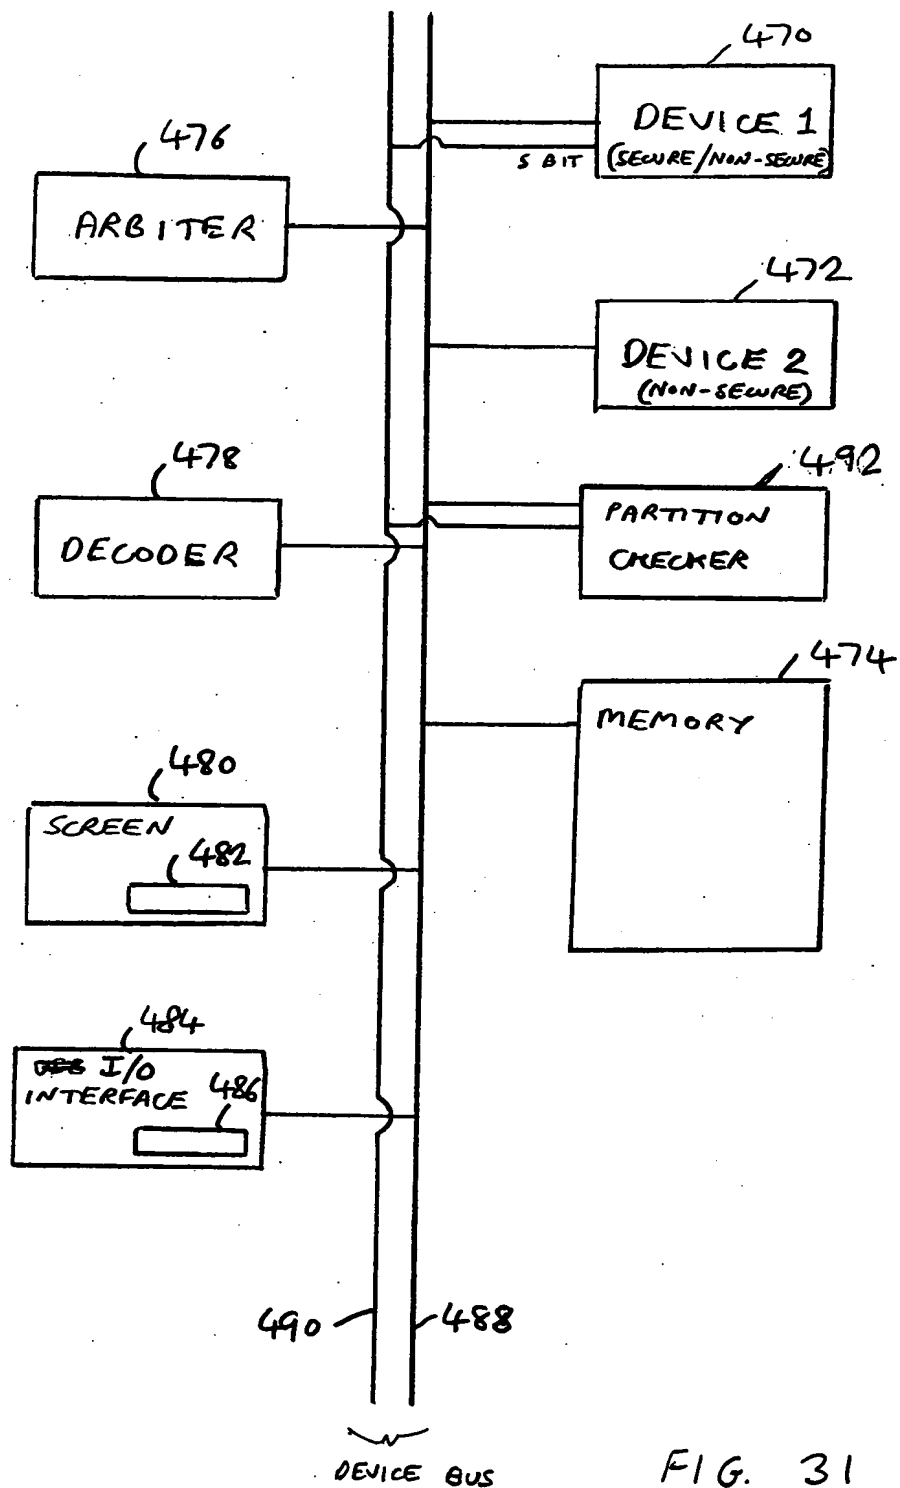 470
DEVICE 1
(SECURE/NON-SECURE)
S BIT
476
ARBITER
472
DEVICE 2
(NON-SECURE)
478
DECODER
492
PARTITION
CHECKER
474
MEMORY
480
SCREEN
482
484
I/O
INTERFACE
486
490
488
DEVICE BUS
FIG. 31